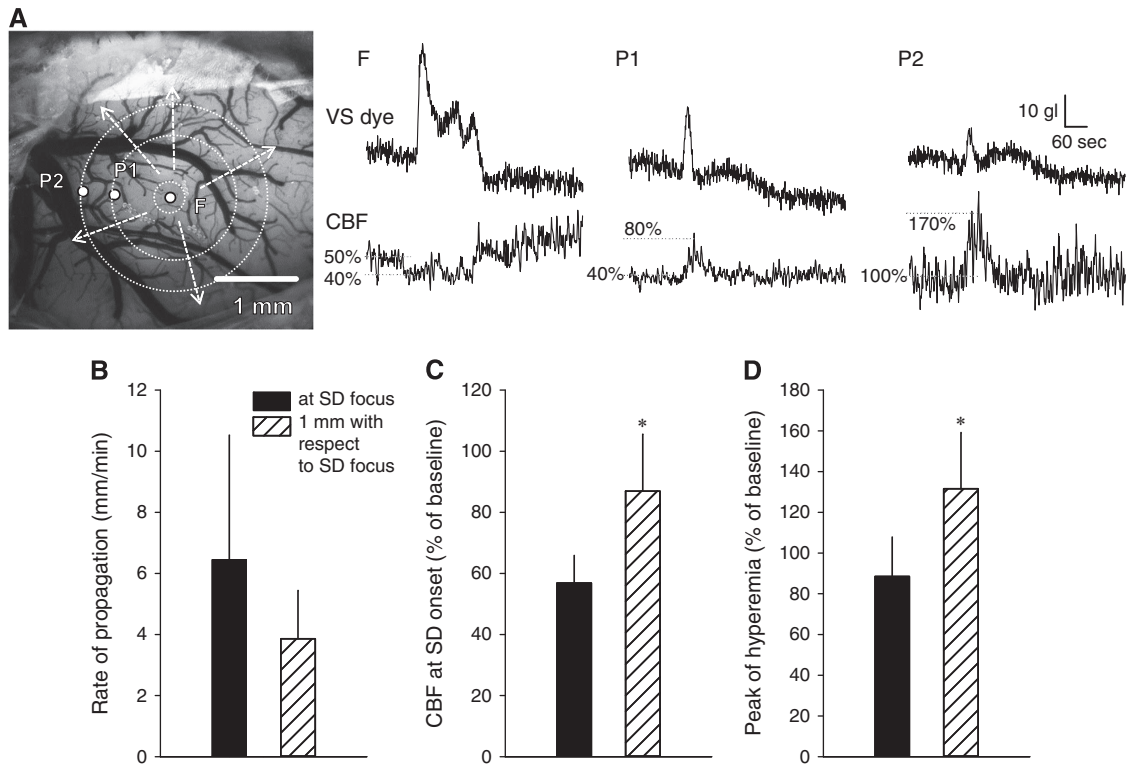 A
F
P1
P2
VS dye
10 gl
60 sec
P2
P1
F
1 mm
CBF
50%
40%
80%
40%
170%
100%
B
12
10
8
6
4
2
0
Rate of propagation (mm/min)
at SD focus
1 mm with
respect
to SD focus
C
120
100
80
60
40
20
0
CBF at SD onset (% of baseline)
*
D
180
160
140
120
100
80
60
40
20
0
Peak of hyperemia (% of baseline)
*